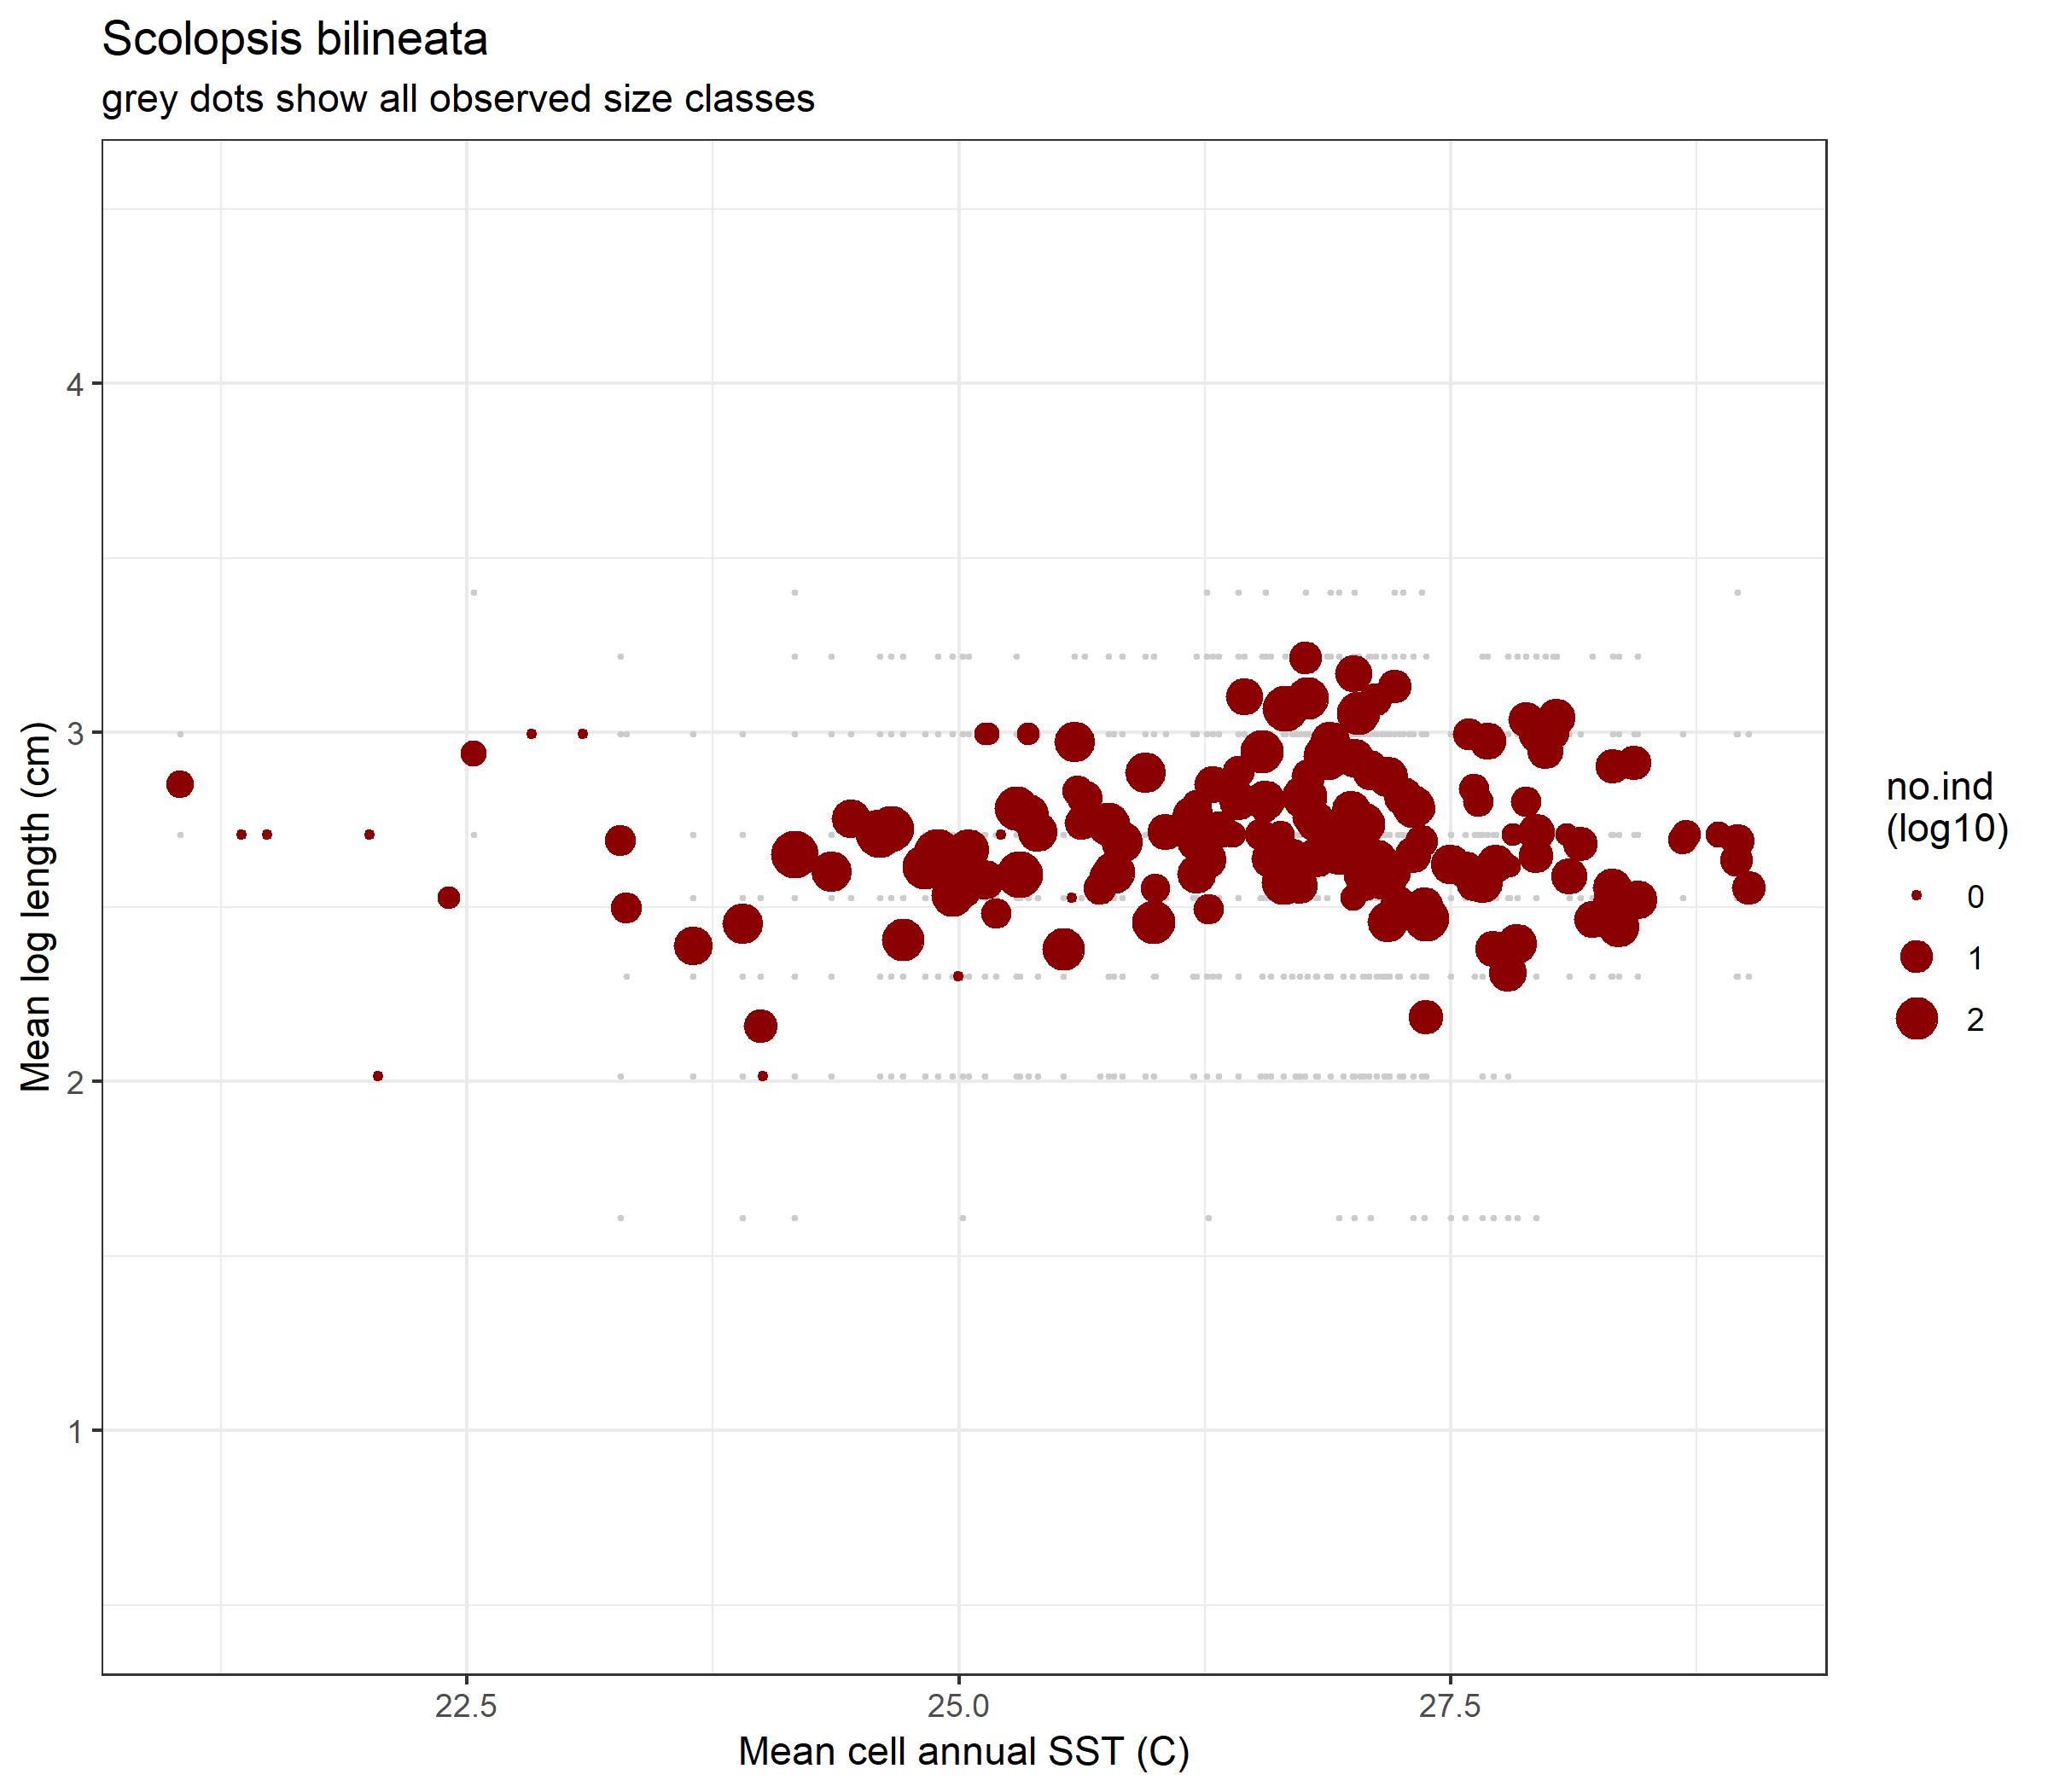 Scolopsis bilineata
grey dots show all observed size classes
Mean log length (cm)
4
3
2
1
22.5 25.0 27.5
Mean cell annual SST (C)
no.ind
(log10)
0
1
2